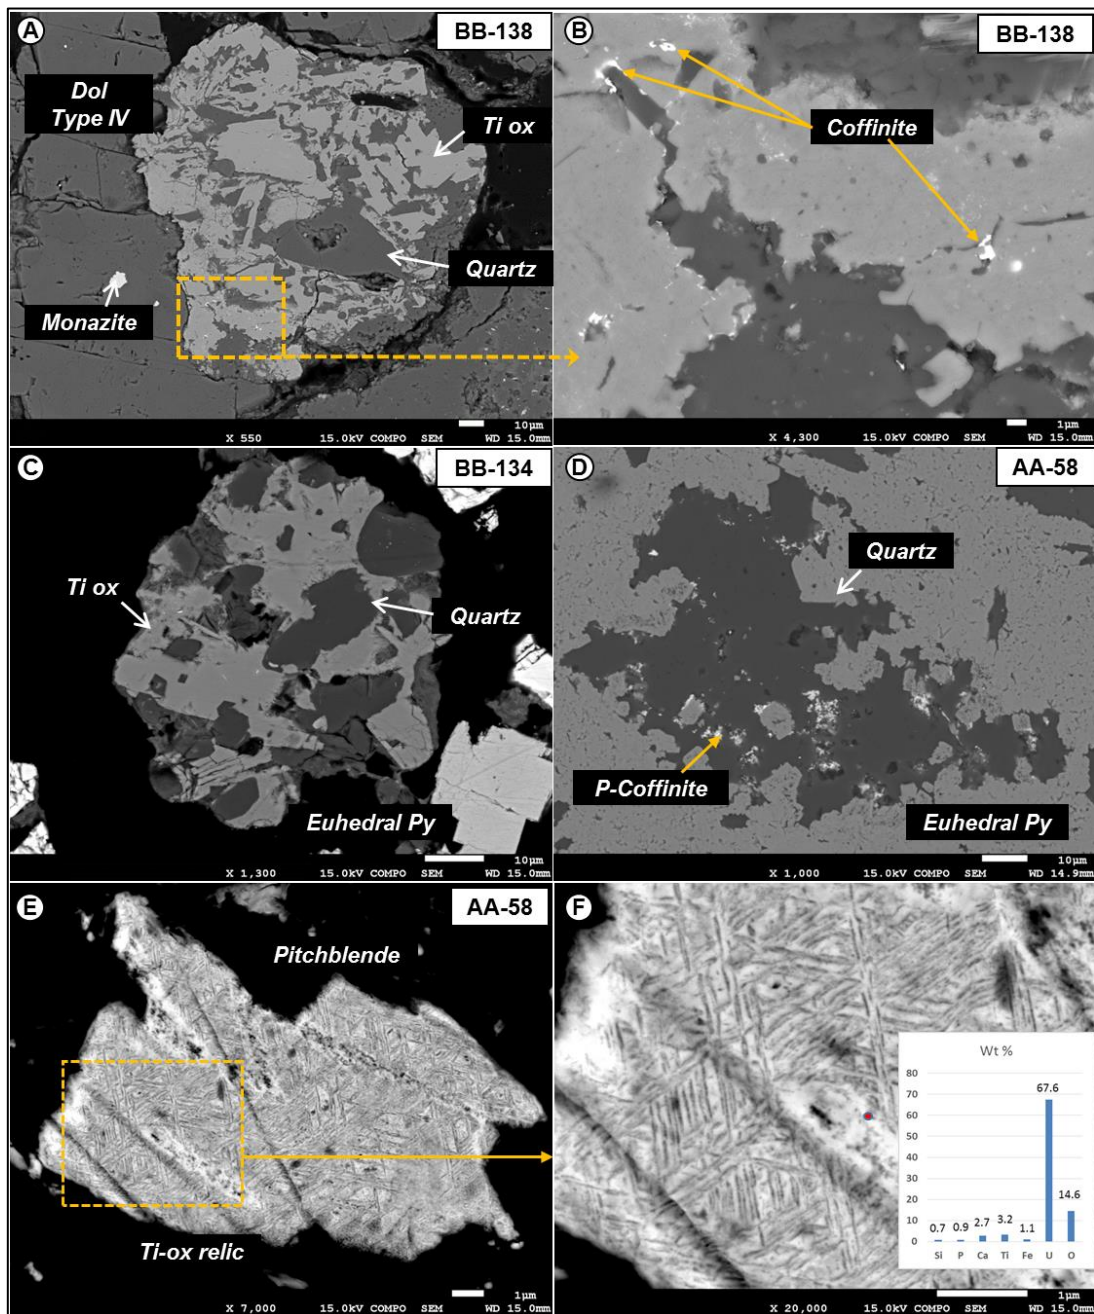 A
BB-138
Dol
Type IV
Ti ox
Quartz
Monazite
10µm
X 550 15.0kV COMPO SEM WD 15.0mm
B
BB-138
Coffinite
1µm
X 4,300 15.0kV COMPO SEM WD 15.0mm
C
BB-134
Ti ox
Quartz
Euhedral Py
10µm
X 1,300 15.0kV COMPO SEM WD 15.0mm
D
AA-58
Quartz
P-Coffinite
Euhedral Py
10µm
X 1,000 15.0kV COMPO SEM WD 14.9mm
E
AA-58
Pitchblende
Ti-ox relic
1µm
X 7,000 15.0kV COMPO SEM WD 15.0mm
F
Wt %
80
70
60
50
40
30
20
10
0
0.7 0.9 2.7 3.2 1.1 67.6 14.6
Si P Ca Ti Fe U O
1µm
X 20,000 15.0kV COMPO SEM WD 15.0mm